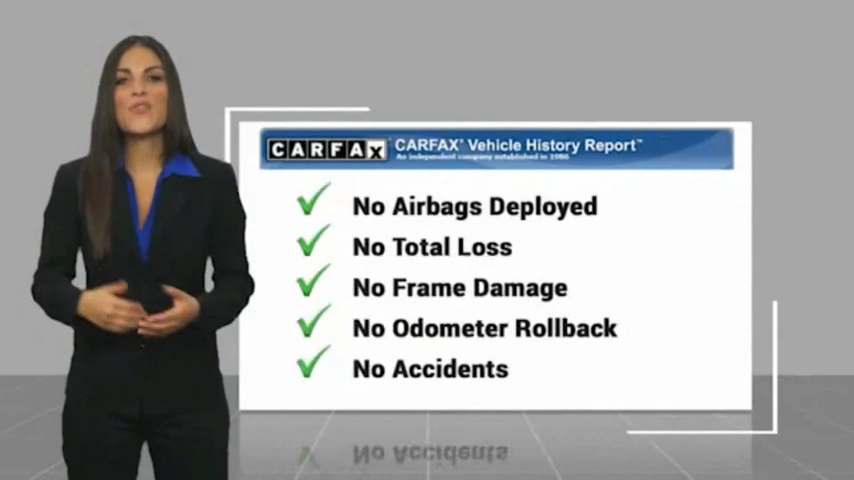 CARFAX CARFAX® Vehicle History Report™
An independent company established in 1986
No Airbags Deployed
No Total Loss
No Frame Damage
No Odometer Rollback
No Accidents
No Accidents